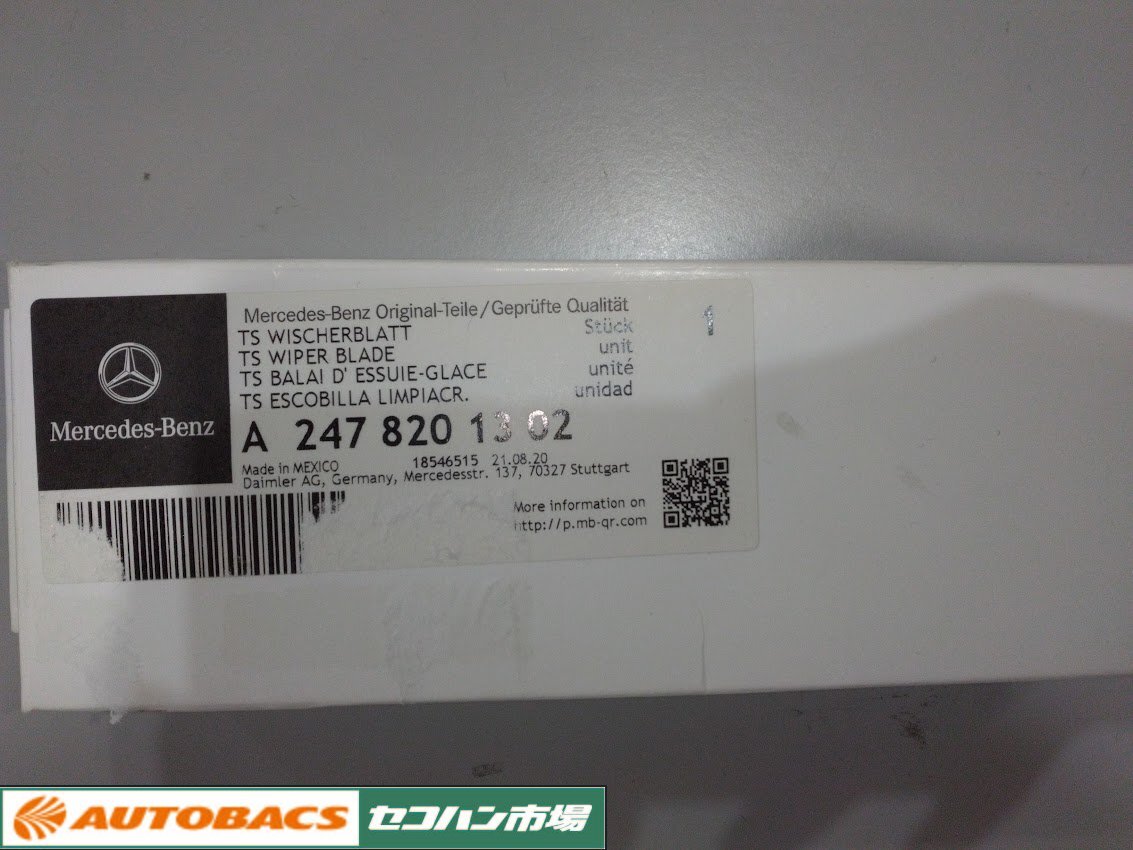 Mercedes-Benz
Mercedes-Benz Original-Teile/Geprüfte Qualität
TS WISCHERBLATT Stück 1
TS WIPER BLADE unit
TS BALAI D' ESSUIE-GLACE unité
TS ESCOBILLA LIMPIACR. unidad
A 247 820 13 02
Made in MEXICO 18546515 21.08.20
Daimler AG, Germany, Mercedesstr. 137, 70327 Stuttgart
More information on
http://p.mb-qr.com
AUTOBACS セコハン市場